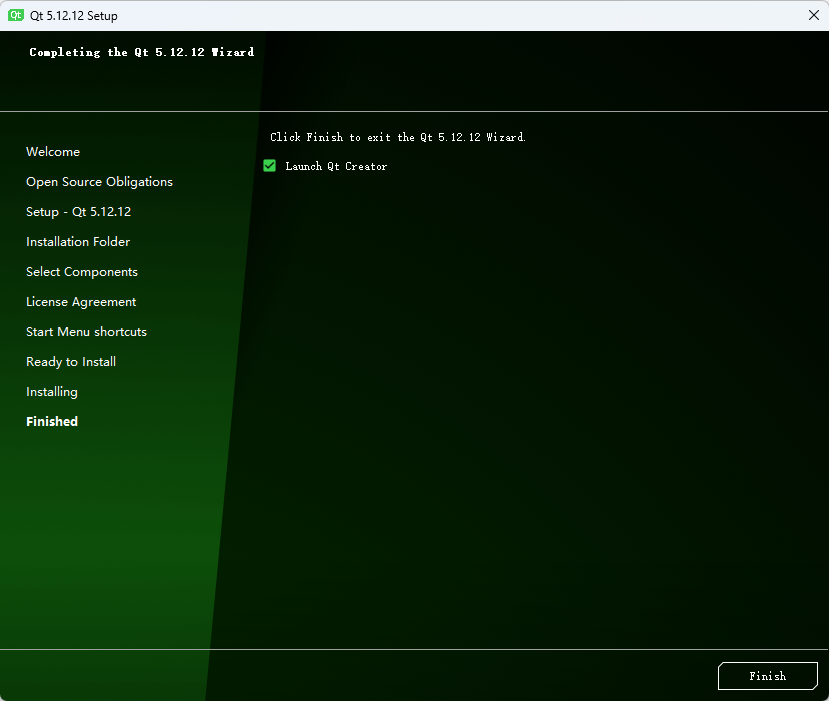 Qt Qt 5.12.12 Setup
Completing the Qt 5.12.12 Wizard
Click Finish to exit the Qt 5.12.12 Wizard.
Launch Qt Creator
Welcome
Open Source Obligations
Setup - Qt 5.12.12
Installation Folder
Select Components
License Agreement
Start Menu shortcuts
Ready to Install
Installing
Finished
Finish